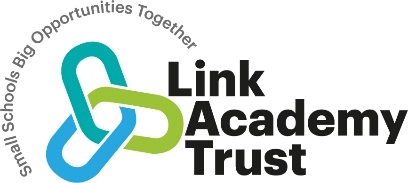 Small Schools Big Opportunities Together
Link
Academy
Trust